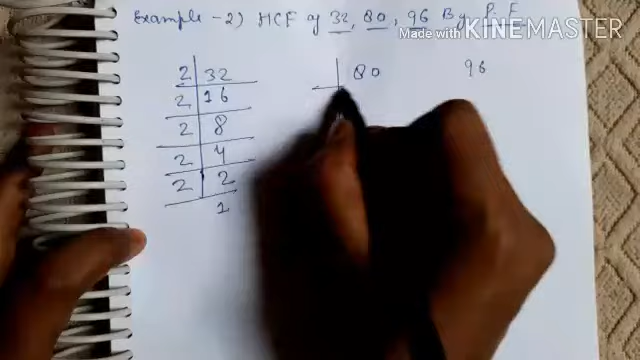 Example - 2) HCF of 32, 80, 96 By P. F
Made with KINEMASTER
2 32 80 96
2 16
2 8
2 4
2 2
1